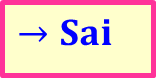 → Sai